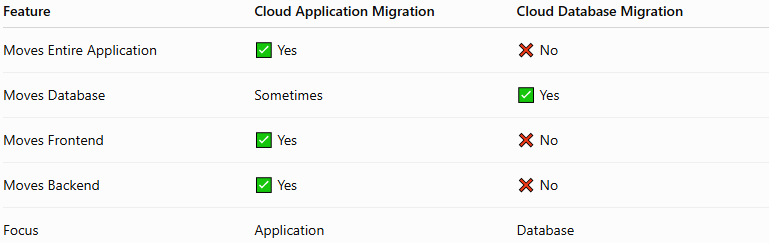 Feature Cloud Application Migration Cloud Database Migration
Moves Entire Application ✅ Yes ❌ No
Moves Database Sometimes ✅ Yes
Moves Frontend ✅ Yes ❌ No
Moves Backend ✅ Yes ❌ No
Focus Application Database